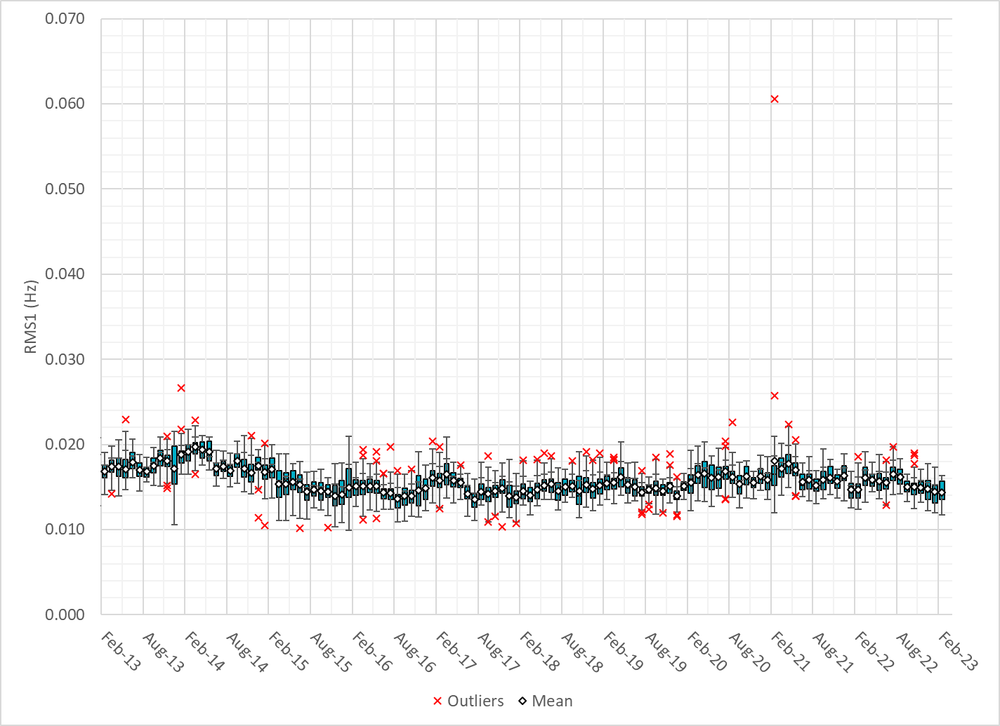 0.070
0.060
0.050
0.040
0.030
0.020
0.010
0.000
RMS1 (Hz)
Feb-13
Aug-13
Feb-14
Aug-14
Feb-15
Aug-15
Feb-16
Aug-16
Feb-17
Aug-17
Feb-18
Aug-18
Feb-19
Aug-19
Feb-20
Aug-20
Feb-21
Aug-21
Feb-22
Aug-22
Feb-23
Outliers Mean